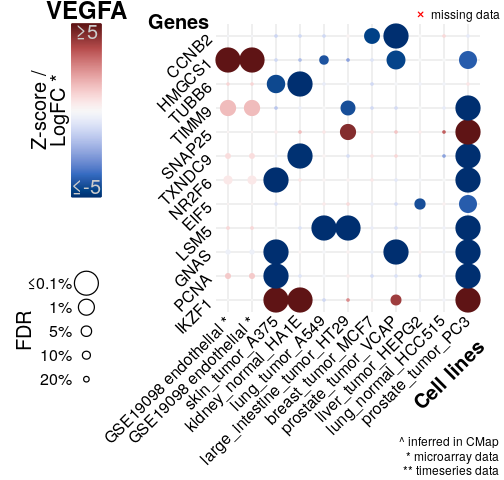 VEGFA
≥5
Z-score /
LogFC *
≤-5
Genes
× missing data
CCNB2
HMGCS1
TUBB6
TIMM9
SNAP25
TXNDC9
NR2F6
EIF5
LSM5
GNAS
PCNA
IKZF1
FDR
≤0.1%
1%
5%
10%
20%
GSE19098 endothelial *
GSE19098 endothelial *
skin_tumor_A375
kidney_normal_HA1E
lung_tumor_A549
large_Intestine_tumor_HT29
breast_tumor_MCF7
prostate_tumor_VCAP
liver_tumor_HEPG2
lung_normal_HCC515
prostate_tumor_PC3
Cell lines
^ inferred in CMap
* microarray data
** timeseries data